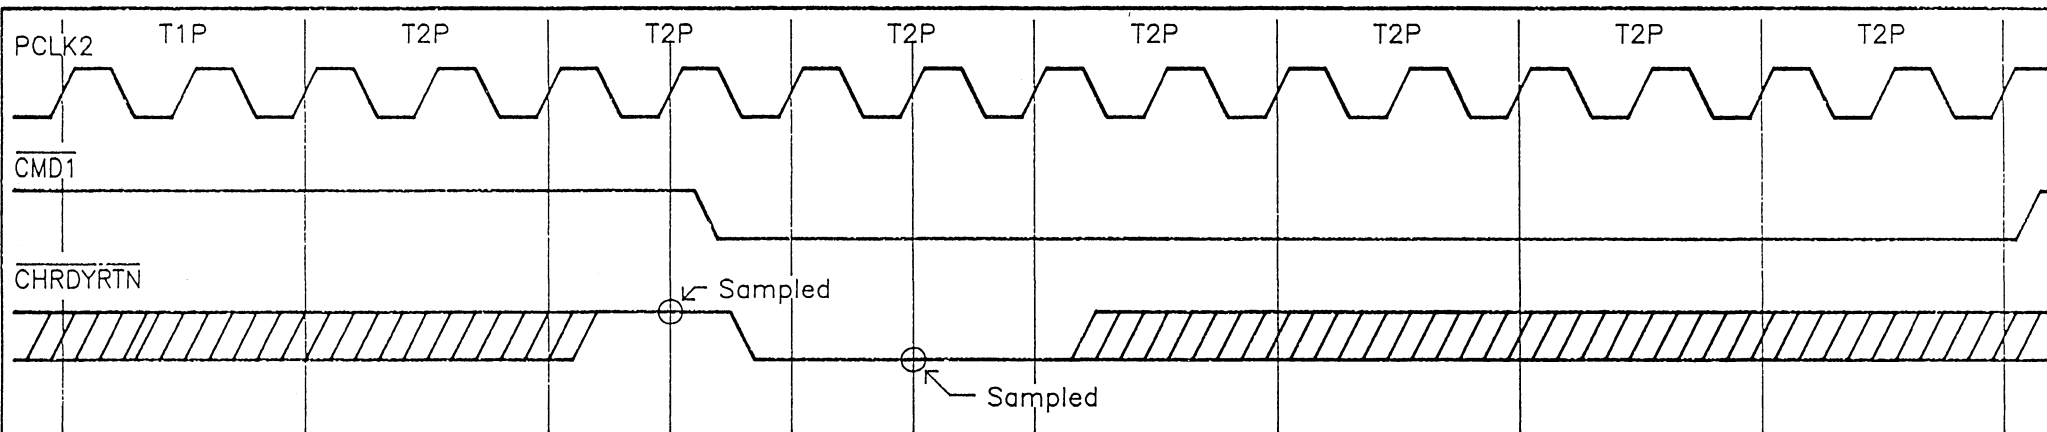 T1P T2P T2P T2P T2P T2P T2P T2P
PCLK2
CMD1
CHRDYRTN
Sampled
Sampled